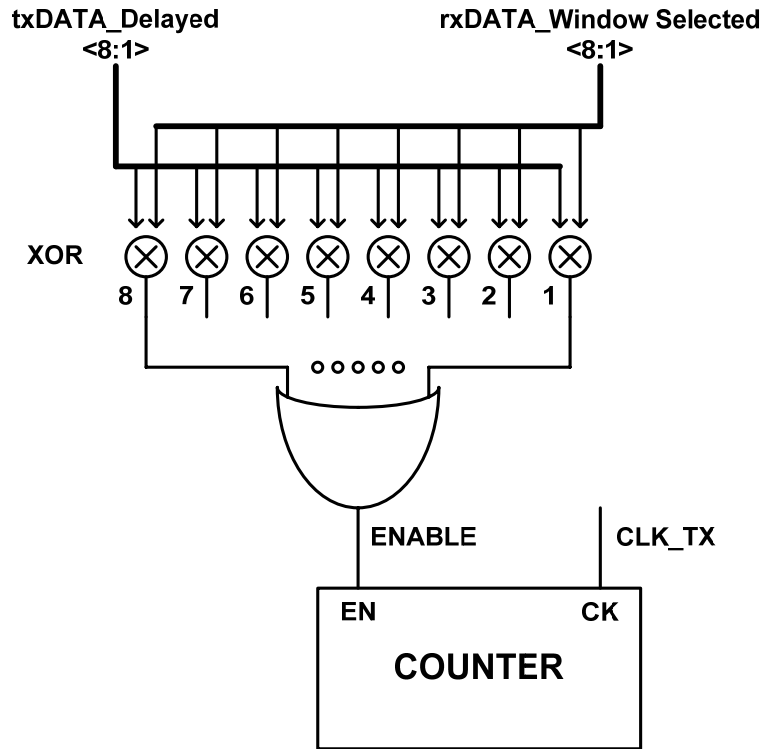 txDATA_Delayed
<8:1>
rxDATA_Window Selected
<8:1>
XOR
8 7 6 5 4 3 2 1
ENABLE
CLK_TX
EN
CK
COUNTER